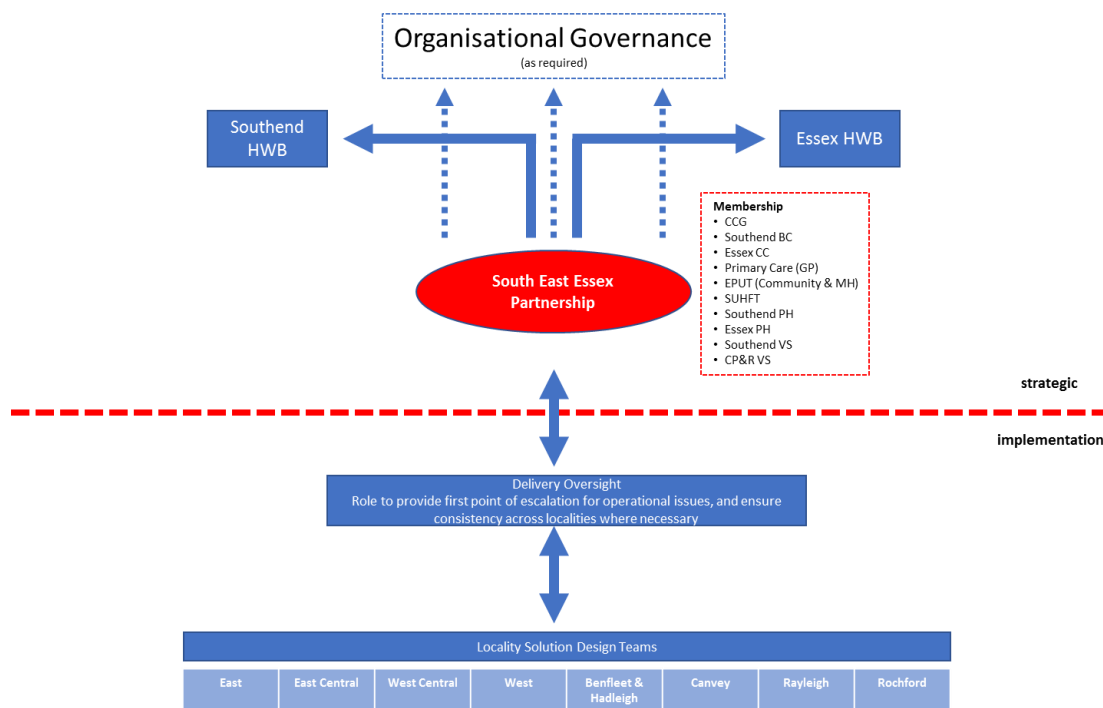 Organisational Governance
(as required)
Southend
HWB
Essex HWB
Membership
• CCG
• Southend BC
• Essex CC
• Primary Care (GP)
• EPUT (Community & MH)
• SUHFT
• Southend PH
• Essex PH
• Southend VS
• CP&R VS
South East Essex
Partnership
strategic
implementation
Delivery Oversight
Role to provide first point of escalation for operational issues, and ensure
consistency across localities where necessary
Locality Solution Design Teams
East
East Central
West Central
West
Benfleet &
Hadleigh
Canvey
Rayleigh
Rochford